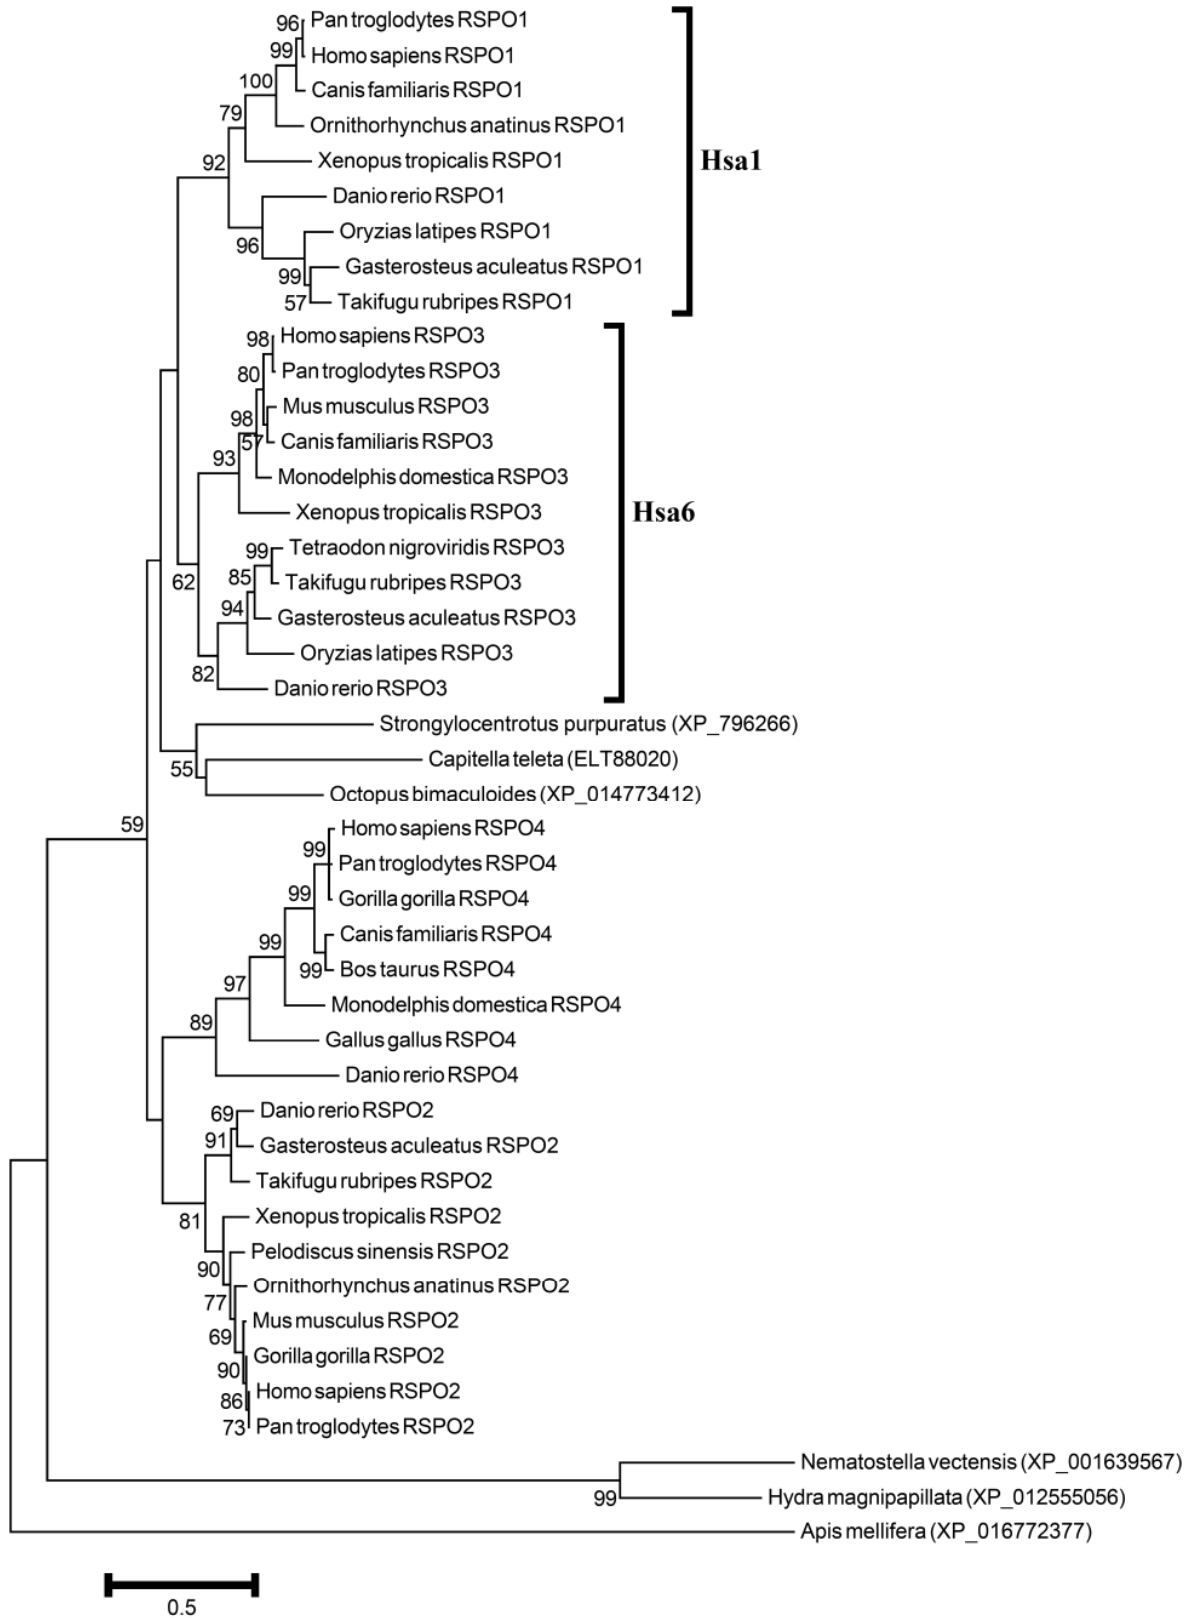 96 Pan troglodytes RSPO1
99 Homo sapiens RSPO1
Canis familiaris RSPO1
100
Ornithorhynchus anatinus RSPO1
79
Xenopus tropicalis RSPO1
92
Hsa1
Danio rerio RSPO1
Oryzias latipes RSPO1
96
Gasterosteus aculeatus RSPO1
99
57 Takifugu rubripes RSPO1
98 Homo sapiens RSPO3
80 Pan troglodytes RSPO3
Mus musculus RSPO3
98
57 Canis familiaris RSPO3
93
Monodelphis domestica RSPO3
Xenopus tropicalis RSPO3
Hsa6
99 Tetraodon nigroviridis RSPO3
85 Takifugu rubripes RSPO3
62
94 Gasterosteus aculeatus RSPO3
Oryzias latipes RSPO3
82
Danio rerio RSPO3
Strongylocentrotus purpuratus (XP_796266)
Capitella teleta (ELT88020)
55
Octopus bimaculoides (XP_014773412)
59
Homo sapiens RSPO4
99
Pan troglodytes RSPO4
99
Gorilla gorilla RSPO4
Canis familiaris RSPO4
99
99 Bos taurus RSPO4
97
Monodelphis domestica RSPO4
89
Gallus gallus RSPO4
Danio rerio RSPO4
69 Danio rerio RSPO2
91 Gasterosteus aculeatus RSPO2
Takifugu rubripes RSPO2
81
Xenopus tropicalis RSPO2
Pelodiscus sinensis RSPO2
90
Ornithorhynchus anatinus RSPO2
77
Mus musculus RSPO2
69
Gorilla gorilla RSPO2
90
Homo sapiens RSPO2
86
73 Pan troglodytes RSPO2
Nematostella vectensis (XP_001639567)
99 Hydra magnipapillata (XP_012555056)
Apis mellifera (XP_016772377)
0.5